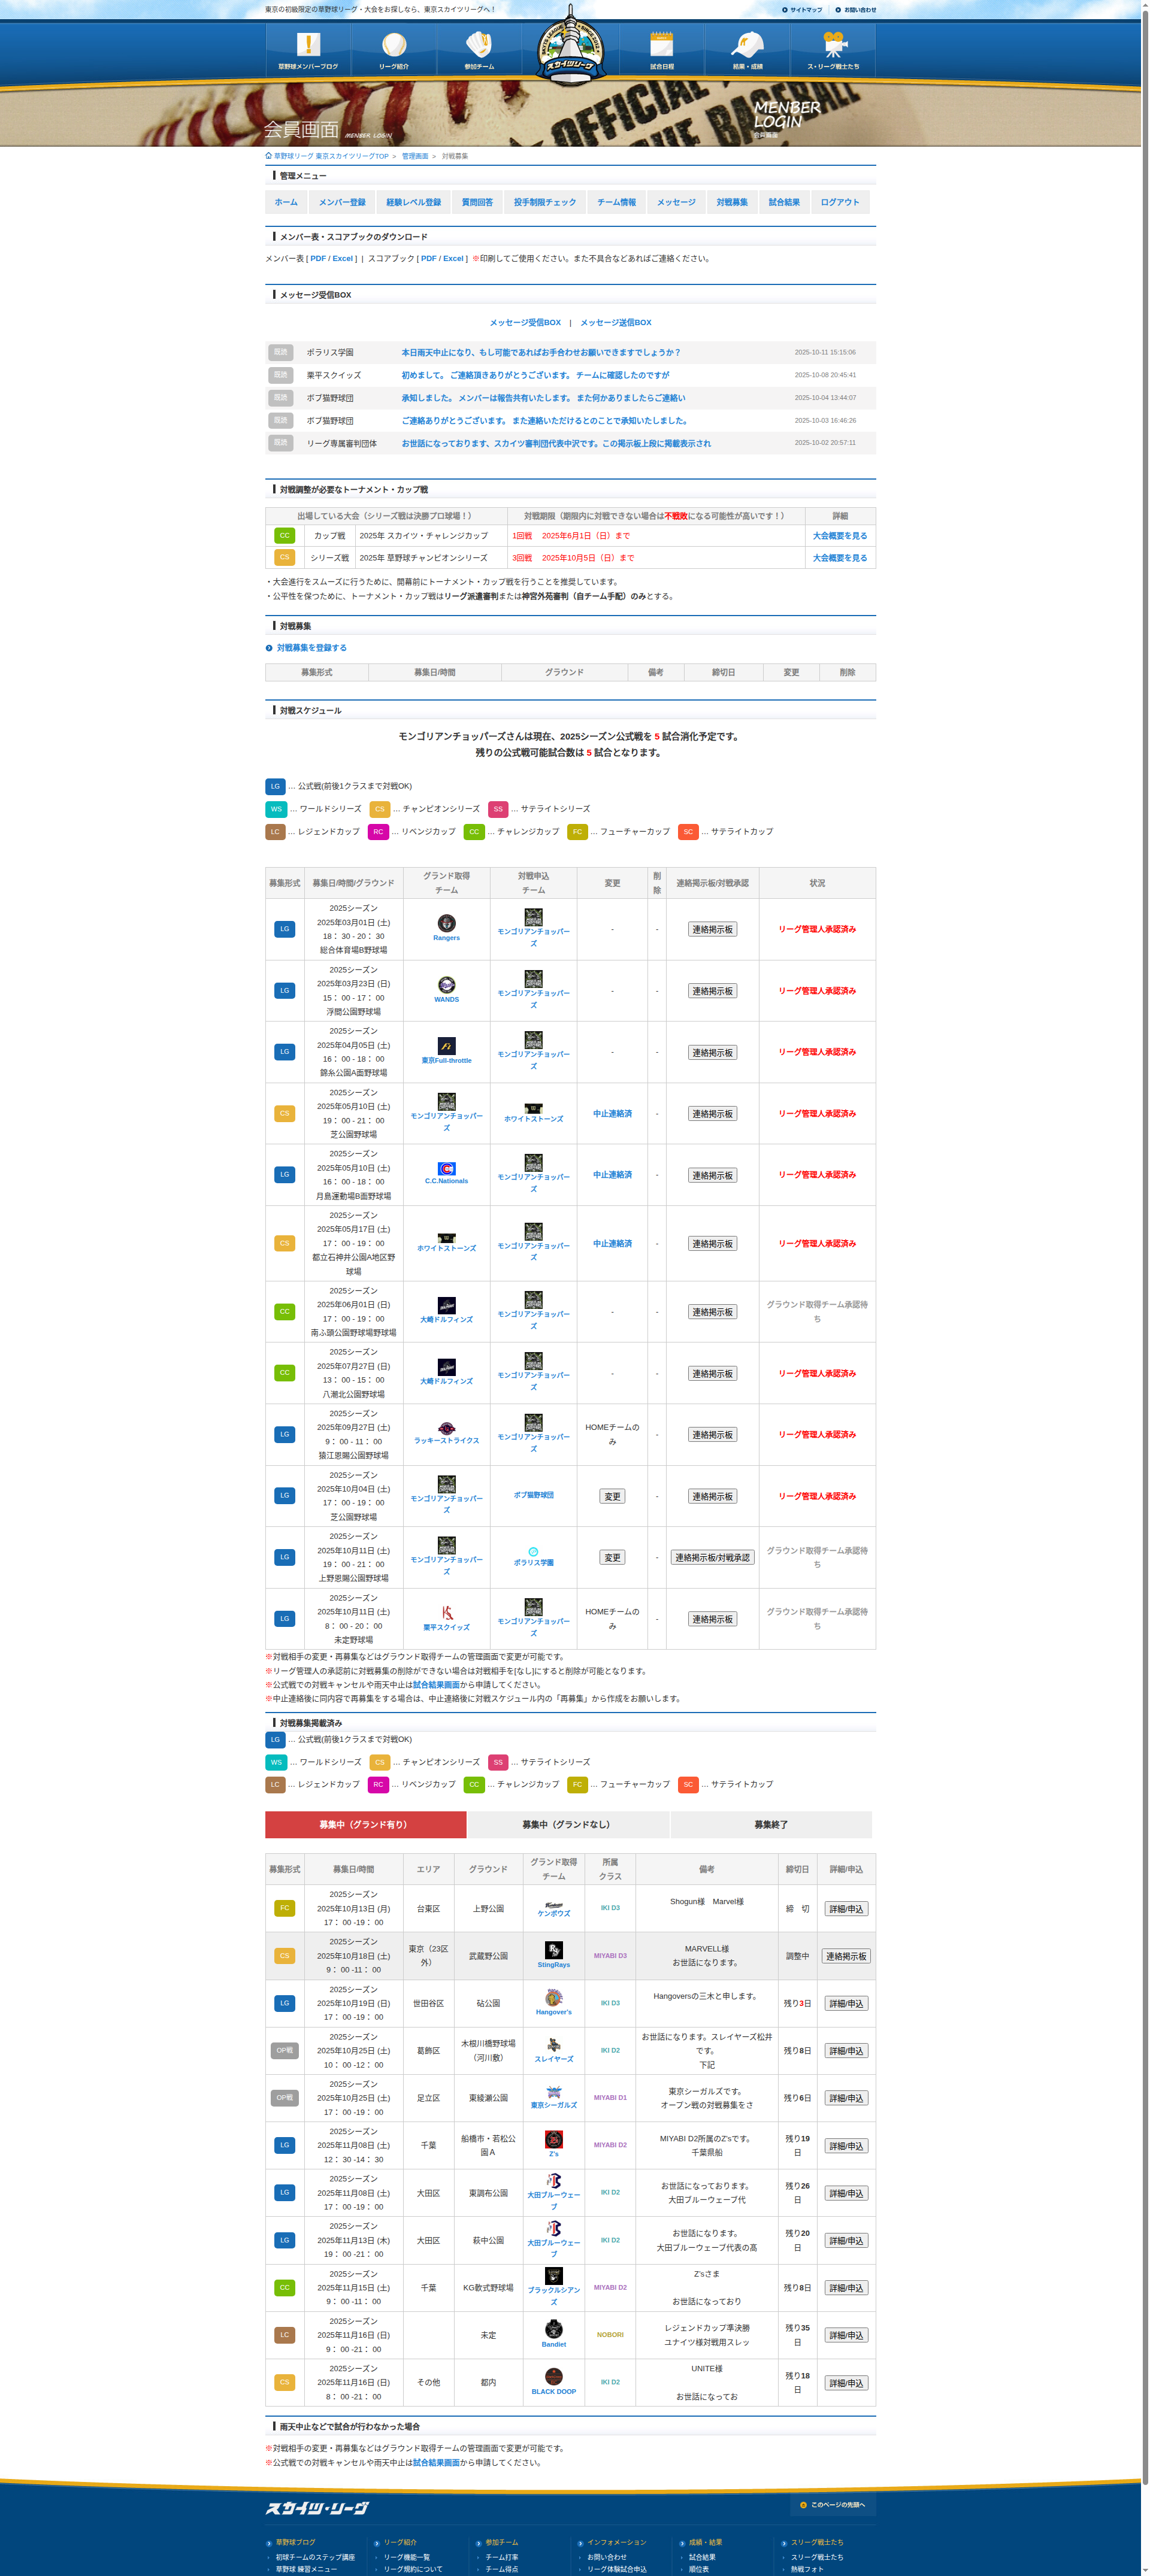 東京の初級限定の草野球リーグ・大会をお探しなら、東京スカイツリーグへ！
サイトマップ
お問い合わせ
草野球メンバーブログ
リーグ紹介
参加チーム
スカイツリーグ
試合日程
結果・成績
ス・リーグ戦士たち
会員画面 MENBER LOGIN
MENBER LOGIN
会員画面
草野球リーグ 東京スカイツリーグTOP > 管理画面 > 対戦募集
管理メニュー
ホーム メンバー登録 経験レベル登録 質問回答 投手制限チェック チーム情報 メッセージ 対戦募集 試合結果 ログアウト
メンバー表・スコアブックのダウンロード
メンバー表 [ PDF / Excel ] | スコアブック [ PDF / Excel ] ※印刷してご使用ください。また不具合などあればご連絡ください。
メッセージ受信BOX
メッセージ受信BOX | メッセージ送信BOX
既読 ポラリス学園 本日雨天中止になり、もし可能であればお手合わせお願いできますでしょうか？ 2025-10-11 15:15:06
既読 栗平スクイッズ 初めまして。 ご連絡頂きありがとうございます。 チームに確認したのですが 2025-10-08 20:45:41
既読 ボブ猫野球団 承知しました。 メンバーは報告共有いたします。 また何かありましたらご連絡い 2025-10-04 13:44:07
既読 ボブ猫野球団 ご連絡ありがとうございます。 また連絡いただけるとのことで承知いたしました。 2025-10-03 16:46:26
既読 リーグ専属審判団体 お世話になっております、スカイツ審判団代表中沢です。この掲示板上段に掲載表示され 2025-10-02 20:57:11
対戦調整が必要なトーナメント・カップ戦
出場している大会（シリーズ戦は決勝プロ球場！） 対戦期限（期限内に対戦できない場合は不戦敗になる可能性が高いです！） 詳細
CC カップ戦 2025年 スカイツ・チャレンジカップ 1回戦 2025年6月1日（日）まで 大会概要を見る
CS シリーズ戦 2025年 草野球チャンピオンシリーズ 3回戦 2025年10月5日（日）まで 大会概要を見る
・大会進行をスムーズに行うために、開幕前にトーナメント・カップ戦を行うことを推奨しています。
・公平性を保つために、トーナメント・カップ戦はリーグ派遣審判または神宮外苑審判（自チーム手配）のみとする。
対戦募集
対戦募集を登録する
募集形式 募集日/時間 グラウンド 備考 締切日 変更 削除
対戦スケジュール
モンゴリアンチョッパーズさんは現在、2025シーズン公式戦を 5 試合消化予定です。
残りの公式戦可能試合数は 5 試合となります。
LG … 公式戦(前後1クラスまで対戦OK)
WS … ワールドシリーズ CS … チャンピオンシリーズ SS … サテライトシリーズ
LC … レジェンドカップ RC … リベンジカップ CC … チャレンジカップ FC … フューチャーカップ SC … サテライトカップ
募集形式 募集日/時間/グラウンド グランド取得チーム 対戦申込チーム 変更 削除 連絡掲示板/対戦承認 状況
LG 2025シーズン 2025年03月01日 (土) 18： 30 - 20： 30 総合体育場B野球場 Rangers モンゴリアンチョッパーズ - - 連絡掲示板 リーグ管理人承認済み
LG 2025シーズン 2025年03月23日 (日) 15： 00 - 17： 00 浮間公園野球場 WANDS モンゴリアンチョッパーズ - - 連絡掲示板 リーグ管理人承認済み
LG 2025シーズン 2025年04月05日 (土) 16： 00 - 18： 00 錦糸公園A面野球場 東京Full-throttle モンゴリアンチョッパーズ - - 連絡掲示板 リーグ管理人承認済み
CS 2025シーズン 2025年05月10日 (土) 19： 00 - 21： 00 芝公園野球場 モンゴリアンチョッパーズ ホワイトストーンズ 中止連絡済 - 連絡掲示板 リーグ管理人承認済み
LG 2025シーズン 2025年05月10日 (土) 16： 00 - 18： 00 月島運動場B面野球場 C.C.Nationals モンゴリアンチョッパーズ 中止連絡済 - 連絡掲示板 リーグ管理人承認済み
CS 2025シーズン 2025年05月17日 (土) 17： 00 - 19： 00 都立石神井公園A地区野球場 ホワイトストーンズ モンゴリアンチョッパーズ 中止連絡済 - 連絡掲示板 リーグ管理人承認済み
CC 2025シーズン 2025年06月01日 (日) 17： 00 - 19： 00 南ふ頭公園野球場野球場 大崎ドルフィンズ モンゴリアンチョッパーズ - - 連絡掲示板 グラウンド取得チーム承認待ち
CC 2025シーズン 2025年07月27日 (日) 13： 00 - 15： 00 八潮北公園野球場 大崎ドルフィンズ モンゴリアンチョッパーズ - - 連絡掲示板 リーグ管理人承認済み
LG 2025シーズン 2025年09月27日 (土) 9： 00 - 11： 00 猿江恩賜公園野球場 ラッキーストライクス モンゴリアンチョッパーズ HOMEチームのみ - 連絡掲示板 リーグ管理人承認済み
LG 2025シーズン 2025年10月04日 (土) 17： 00 - 19： 00 芝公園野球場 モンゴリアンチョッパーズ ボブ猫野球団 変更 - 連絡掲示板 リーグ管理人承認済み
LG 2025シーズン 2025年10月11日 (土) 19： 00 - 21： 00 上野恩賜公園野球場 モンゴリアンチョッパーズ ポラリス学園 変更 - 連絡掲示板/対戦承認 グラウンド取得チーム承認待ち
LG 2025シーズン 2025年10月11日 (土) 8： 00 - 20： 00 未定野球場 栗平スクイッズ モンゴリアンチョッパーズ HOMEチームのみ - 連絡掲示板 グラウンド取得チーム承認待ち
※対戦相手の変更・再募集などはグラウンド取得チームの管理画面で変更が可能です。
※リーグ管理人の承認前に対戦募集の削除ができない場合は対戦相手を[なし]にすると削除が可能となります。
※公式戦での対戦キャンセルや雨天中止は試合結果画面から申請してください。
※中止連絡後に同内容で再募集をする場合は、中止連絡後に対戦スケジュール内の「再募集」から作成をお願いします。
対戦募集掲載済み
LG … 公式戦(前後1クラスまで対戦OK)
WS … ワールドシリーズ CS … チャンピオンシリーズ SS … サテライトシリーズ
LC … レジェンドカップ RC … リベンジカップ CC … チャレンジカップ FC … フューチャーカップ SC … サテライトカップ
募集中（グランド有り） 募集中（グランドなし） 募集終了
募集形式 募集日/時間 エリア グラウンド グランド取得チーム 所属クラス 備考 締切日 詳細/申込
FC 2025シーズン 2025年10月13日 (月) 17： 00 -19： 00 台東区 上野公園 ケンボウズ IKI D3 Shogun様 Marvel様 締 切 詳細/申込
CS 2025シーズン 2025年10月18日 (土) 9： 00 -11： 00 東京（23区外） 武蔵野公園 StingRays MIYABI D3 MARVELL様 お世話になります。 調整中 連絡掲示板
LG 2025シーズン 2025年10月19日 (日) 17： 00 -19： 00 世田谷区 砧公園 Hangover's IKI D3 Hangoversの三木と申します。 残り3日 詳細/申込
OP戦 2025シーズン 2025年10月25日 (土) 10： 00 -12： 00 葛飾区 木根川橋野球場（河川敷） スレイヤーズ IKI D2 お世話になります。スレイヤーズ松井です。 下記 残り8日 詳細/申込
OP戦 2025シーズン 2025年10月25日 (土) 17： 00 -19： 00 足立区 東綾瀬公園 東京シーガルズ MIYABI D1 東京シーガルズです。 オープン戦の対戦募集をさ 残り6日 詳細/申込
LG 2025シーズン 2025年11月08日 (土) 12： 30 -14： 30 千葉 船橋市・若松公園Ａ Z's MIYABI D2 MIYABI D2所属のZ'sです。 千葉県船 残り19日 詳細/申込
LG 2025シーズン 2025年11月08日 (土) 17： 00 -19： 00 大田区 東調布公園 大田ブルーウェーブ IKI D2 お世話になっております。 大田ブルーウェーブ代 残り26日 詳細/申込
LG 2025シーズン 2025年11月13日 (木) 19： 00 -21： 00 大田区 萩中公園 大田ブルーウェーブ IKI D2 お世話になります。 大田ブルーウェーブ代表の髙 残り20日 詳細/申込
CC 2025シーズン 2025年11月15日 (土) 9： 00 -11： 00 千葉 KG軟式野球場 ブラックルシアンズ MIYABI D2 Z'sさま お世話になっており 残り8日 詳細/申込
LC 2025シーズン 2025年11月16日 (日) 9： 00 -21： 00 未定 Bandiet NOBORI レジェンドカップ準決勝 ユナイツ様対戦用スレッ 残り35日 詳細/申込
CS 2025シーズン 2025年11月16日 (日) 8： 00 -21： 00 その他 都内 BLACK DOOP IKI D2 UNITE様 お世話になってお 残り18日 詳細/申込
雨天中止などで試合が行わなかった場合
※対戦相手の変更・再募集などはグラウンド取得チームの管理画面で変更が可能です。
※公式戦での対戦キャンセルや雨天中止は試合結果画面から申請してください。
スカイツ・リーグ
このページの先頭へ
草野球ブログ リーグ紹介 参加チーム インフォメーション 成績・結果 スリーグ戦士たち
初球チームのステップ講座 リーグ機能一覧 チーム打率 お問い合わせ 試合結果 スリーグ戦士たち
草野球 練習メニュー リーグ規約について チーム得点 リーグ体験試合申込 順位表 熱戦フォト